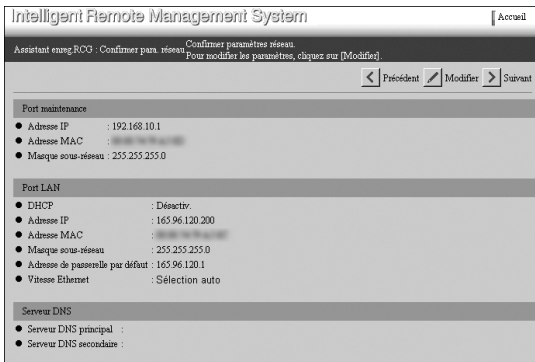 Intelligent Remote Management System
Accueil
Assistant enreg.RCG : Confirmer para. réseau
Confirmer paramètres réseau.
Pour modifier les paramètres, cliquez sur [Modifier].
Précédent Modifier Suivant
Port maintenance
● Adresse IP : 192.168.10.1
● Adresse MAC :
● Masque sous-réseau : 255.255.255.0
Port LAN
● DHCP : Désactiv.
● Adresse IP : 165.96.120.200
● Adresse MAC :
● Masque sous-réseau : 255.255.255.0
● Adresse de passerelle par défaut : 165.96.120.1
● Vitesse Ethernet : Sélection auto
Serveur DNS
● Serveur DNS principal :
● Serveur DNS secondaire :